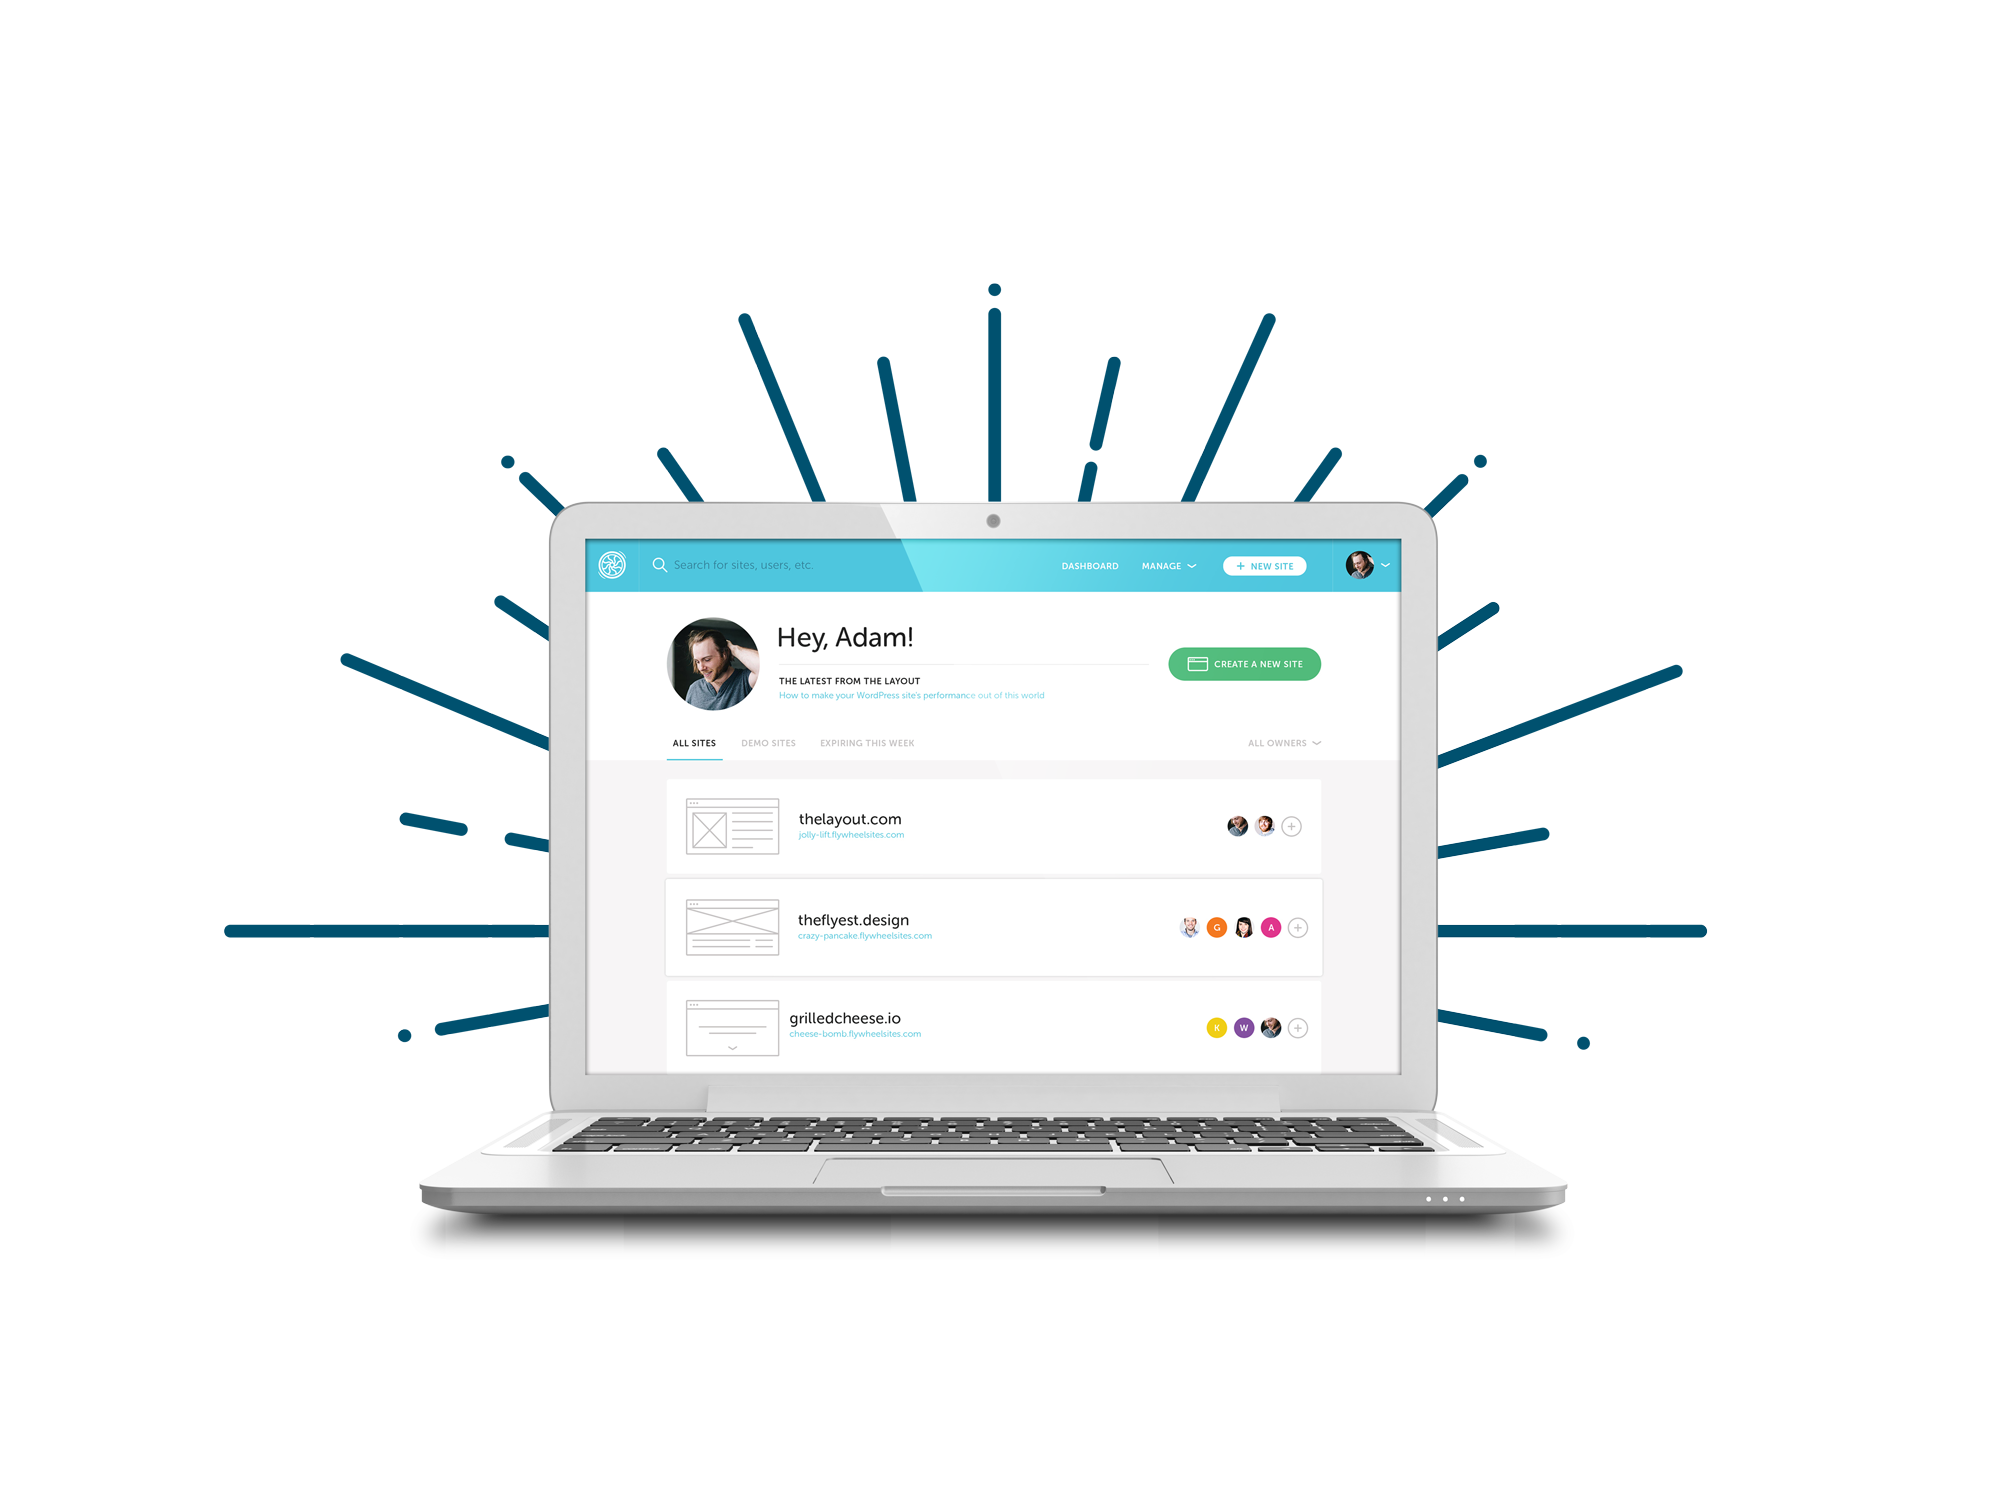 Search for sites, users, etc.
DASHBOARD
MANAGE
+ NEW SITE
Hey, Adam!
CREATE A NEW SITE
THE LATEST FROM THE LAYOUT
How to make your WordPress site's performance out of this world
ALL SITES
DEMO SITES
EXPIRING THIS WEEK
ALL OWNERS
thelayout.com
jolly-lift.flywheelsites.com
theflyest.design
crazy-pancake.flywheelsites.com
G
A
grilledcheese.io
cheese-bomb.flywheelsites.com
K
W